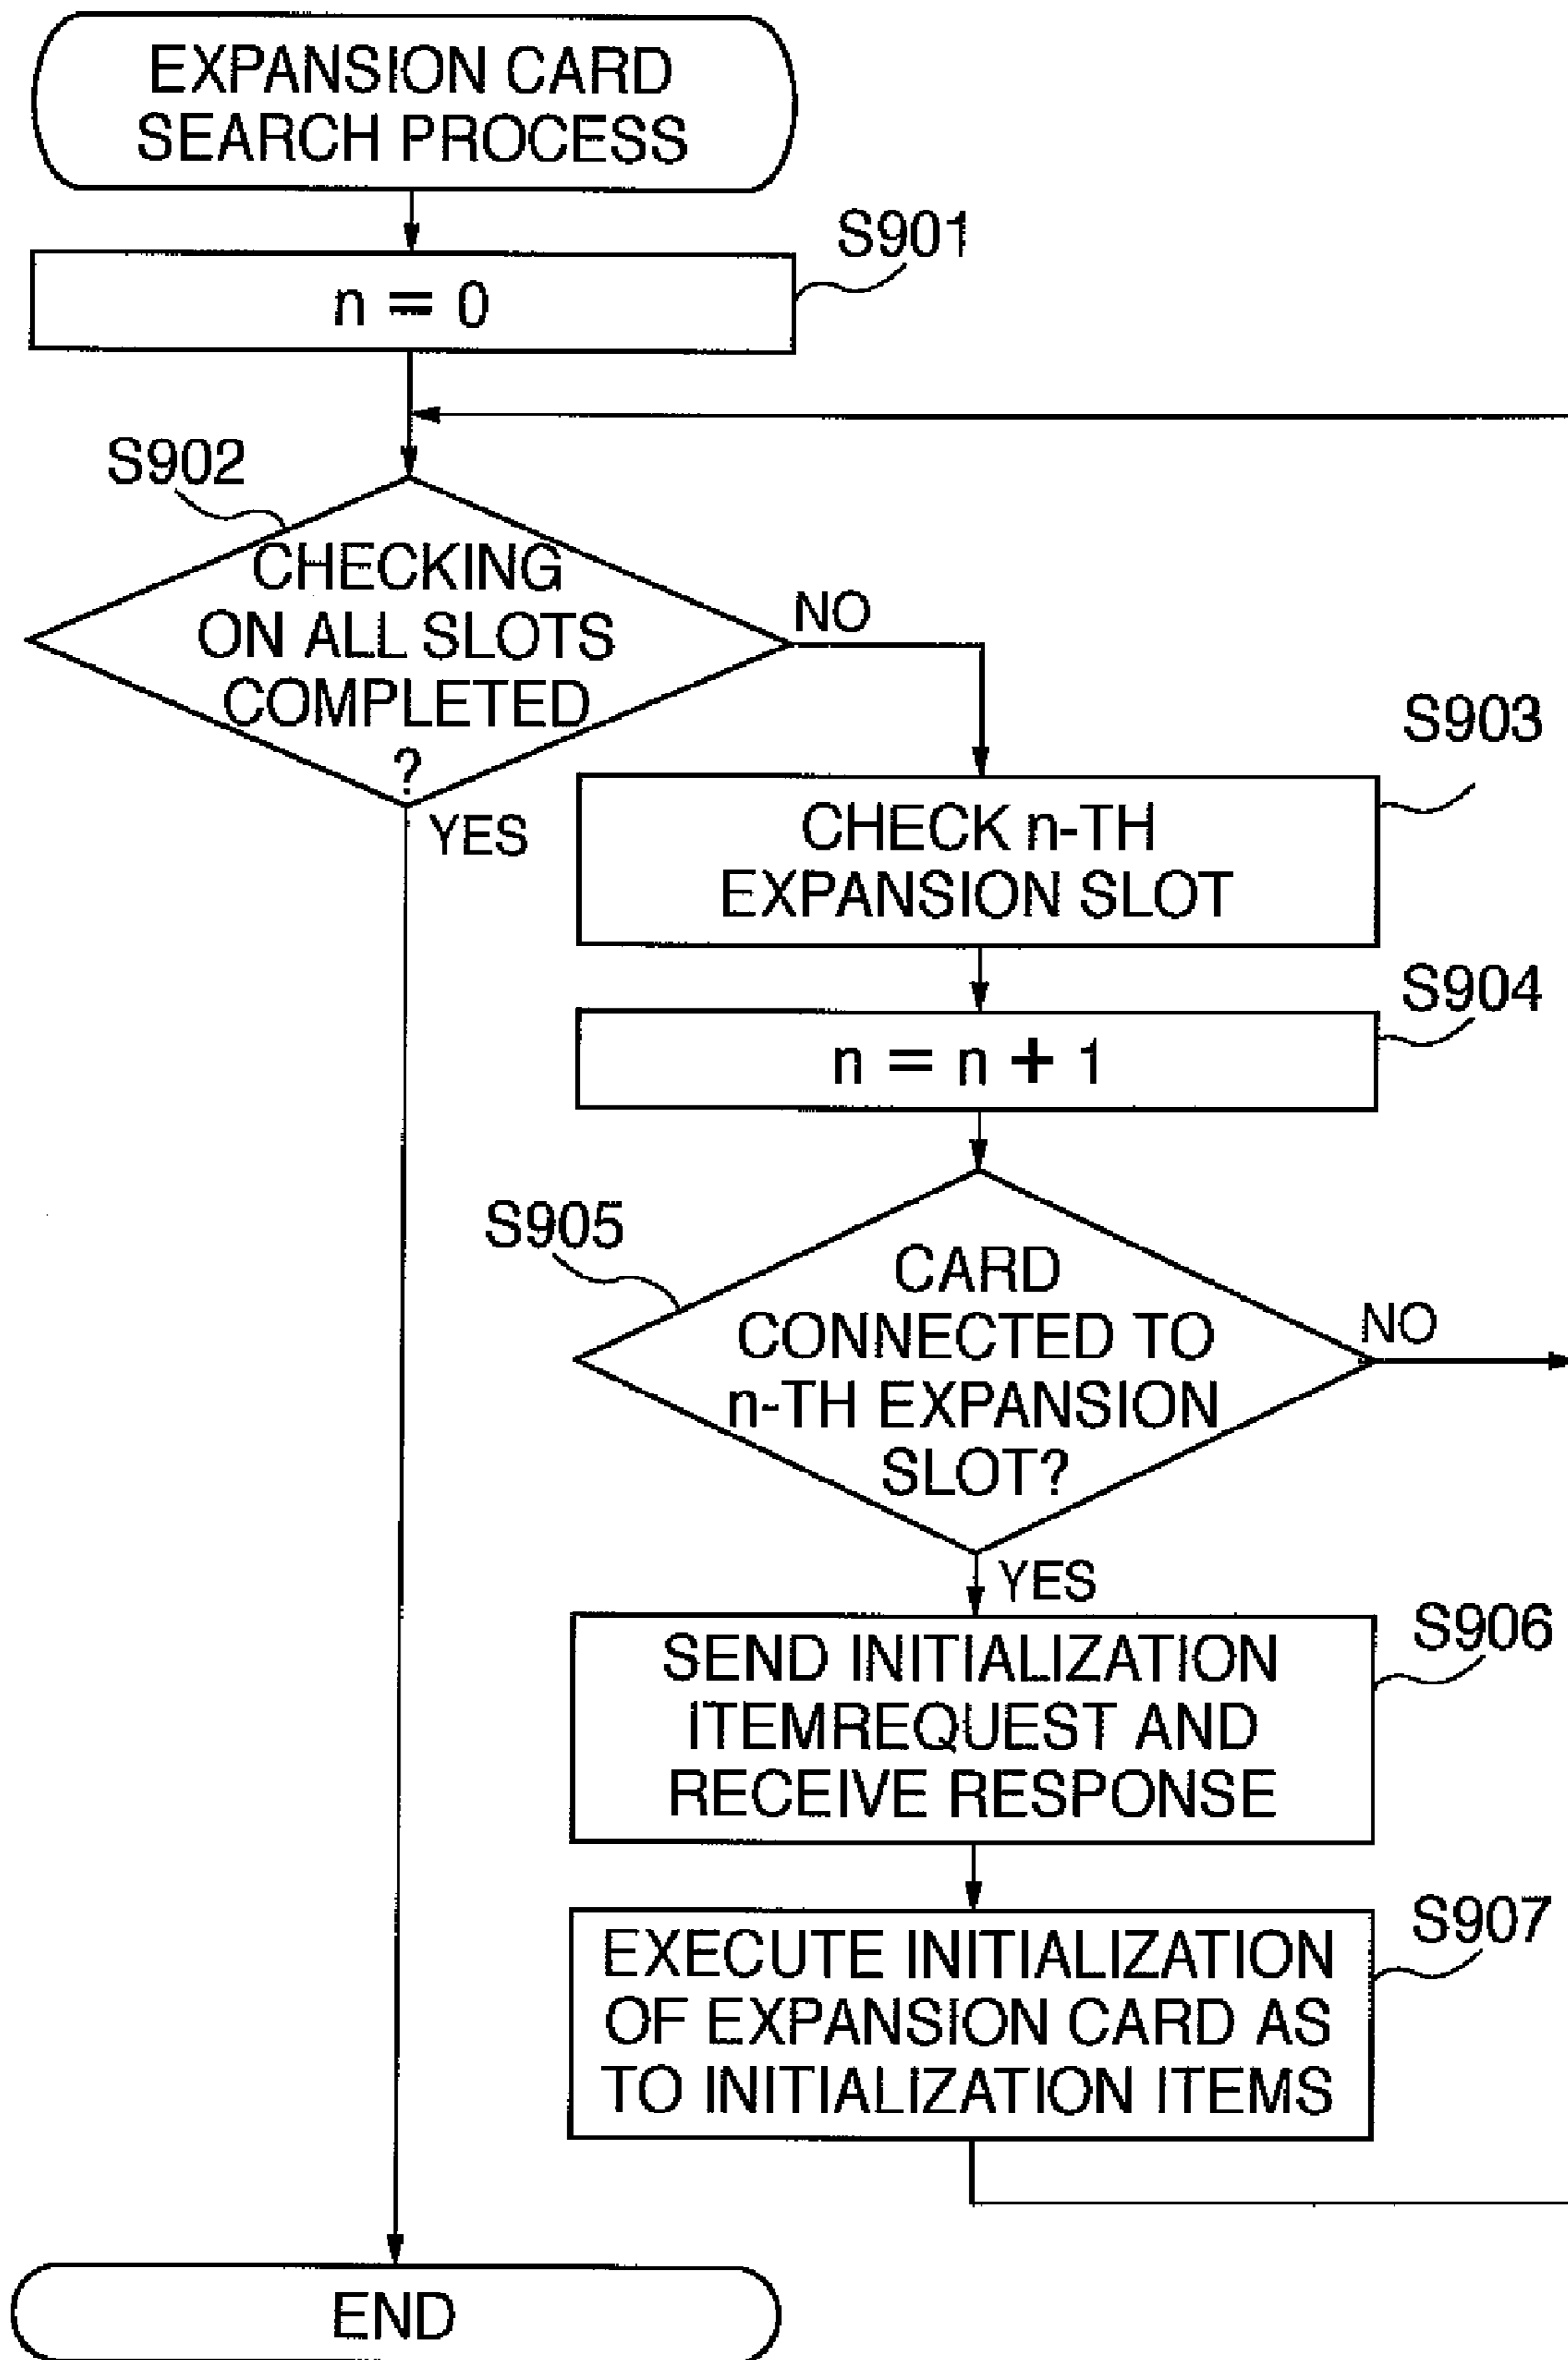 EXPANSION CARD
SEARCH PROCESS
S901
n = 0
S902
CHECKING
ON ALL SLOTS
COMPLETED
?
NO
YES
S903
CHECK n-TH
EXPANSION SLOT
S904
n = n + 1
S905
CARD
CONNECTED TO
n-TH EXPANSION
SLOT?
NO
YES
S906
SEND INITIALIZATION
ITEMREQUEST AND
RECEIVE RESPONSE
S907
EXECUTE INITIALIZATION
OF EXPANSION CARD AS
TO INITIALIZATION ITEMS
END